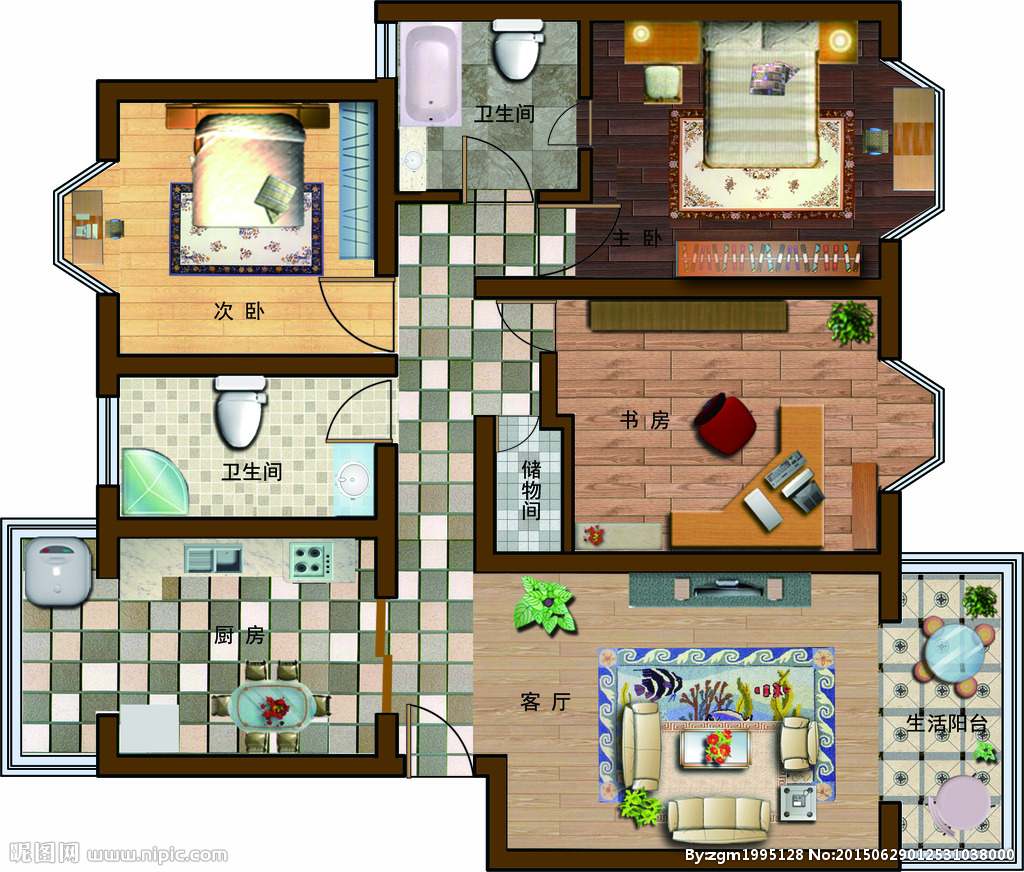 卫生间
主 卧
次 卧
书 房
卫生间
储物间
厨 房
客 厅
生活阳台
昵图网 www.nipic.com
By:zgm1995128 No:20150629012531038000